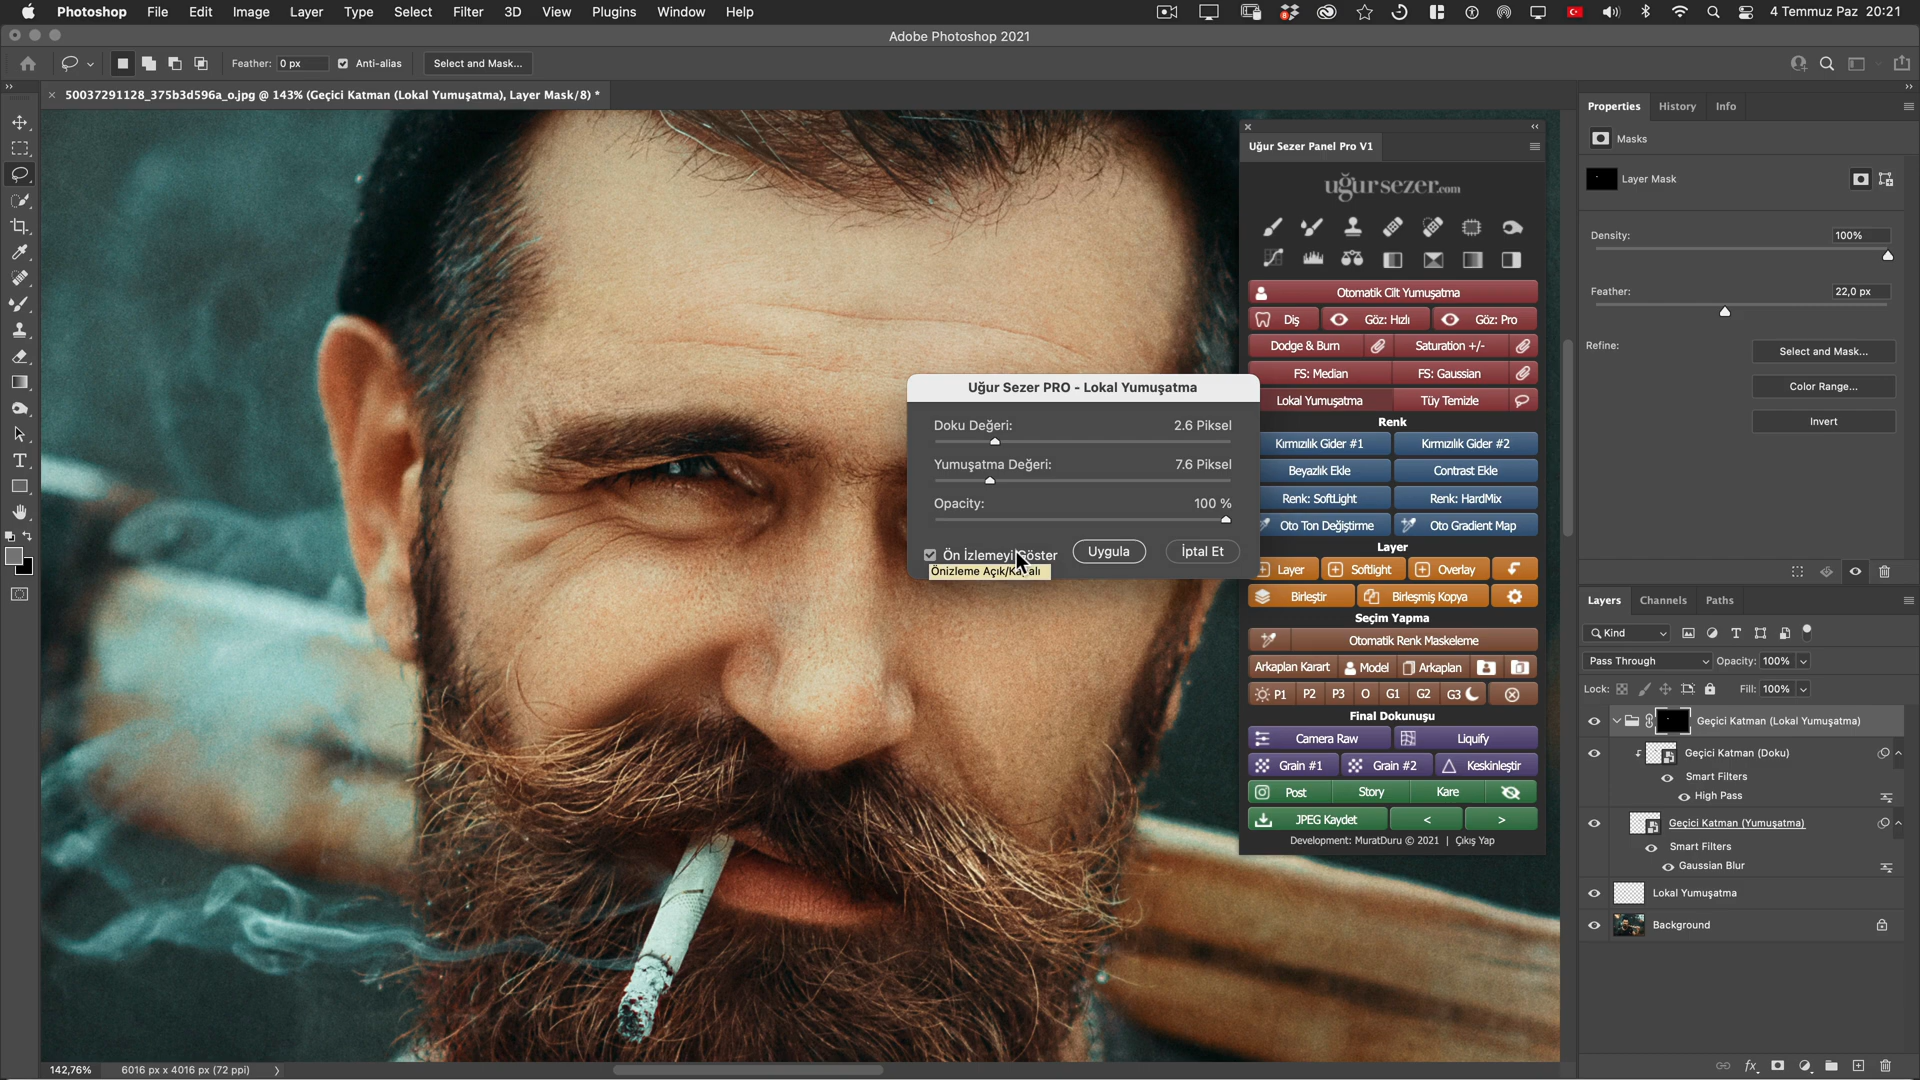 Photoshop File Edit Image Layer Type Select Filter 3D View Plugins Window Help 4 Temmuz Paz 20:21
Adobe Photoshop 2021
Feather: 0 px Anti-alias Select and Mask...
50037291128_375b3d596a_o.jpg @ 143% (Geçici Katman (Lokal Yumuşatma), Layer Mask/8) *
Uğur Sezer Panel Pro V1
uğursezer.com
Otomatik Cilt Yumuşatma
Diş Göz: Hızlı Göz: Pro
Dodge & Burn Saturation +/-
FS: Median FS: Gaussian
Lokal Yumuşatma Tüy Temizle
Renk
Kırmızılık Gider #1 Kırmızılık Gider #2
Beyazlık Ekle Contrast Ekle
Renk: SoftLight Renk: HardMix
Oto Ton Değiştirme Oto Gradient Map
Layer
Layer Softlight Overlay
Birleştir Birleşmiş Kopya
Seçim Yapma
Otomatik Renk Maskeleme
Arkaplan Karart Model Arkaplan
P1 P2 P3 O G1 G2 G3
Final Dokunuşu
Camera Raw Liquify
Grain #1 Grain #2 Keskinleştir
Post Story Kare
JPEG Kaydet < >
Development: MuratDuru © 2021 | Çıkış Yap
Uğur Sezer PRO - Lokal Yumuşatma
Doku Değeri: 2.6 Piksel
Yumuşatma Değeri: 7.6 Piksel
Opacity: 100 %
Ön İzlemeyi Göster Uygula İptal Et
Önizleme Açık/Kapalı
Properties History Info
Masks
Layer Mask
Density: 100%
Feather: 22,0 px
Refine: Select and Mask...
Color Range...
Invert
Layers Channels Paths
Kind
Pass Through Opacity: 100%
Lock: Fill: 100%
Geçici Katman (Lokal Yumuşatma)
Geçici Katman (Doku)
Smart Filters
High Pass
Geçici Katman (Yumuşatma)
Smart Filters
Gaussian Blur
Lokal Yumuşatma
Background
142,76% 6016 px x 4016 px (72 ppi)